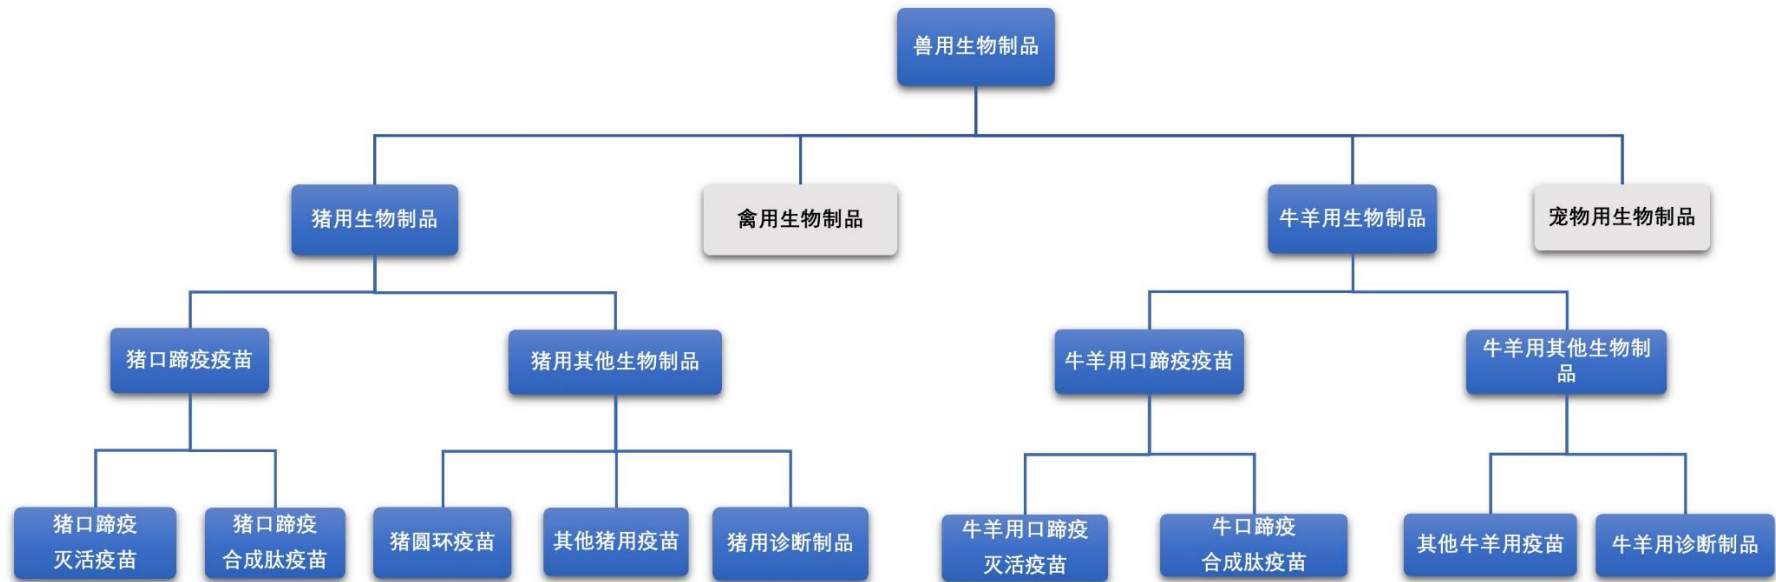 兽用生物制品
猪用生物制品
禽用生物制品
牛羊用生物制品
宠物用生物制品
猪口蹄疫疫苗
猪用其他生物制品
牛羊用口蹄疫疫苗
牛羊用其他生物制
品
猪口蹄疫
灭活疫苗
猪口蹄疫
合成肽疫苗
猪圆环疫苗
其他猪用疫苗
猪用诊断制品
牛羊用口蹄疫
灭活疫苗
牛口蹄疫
合成肽疫苗
其他牛羊用疫苗
牛羊用诊断制品